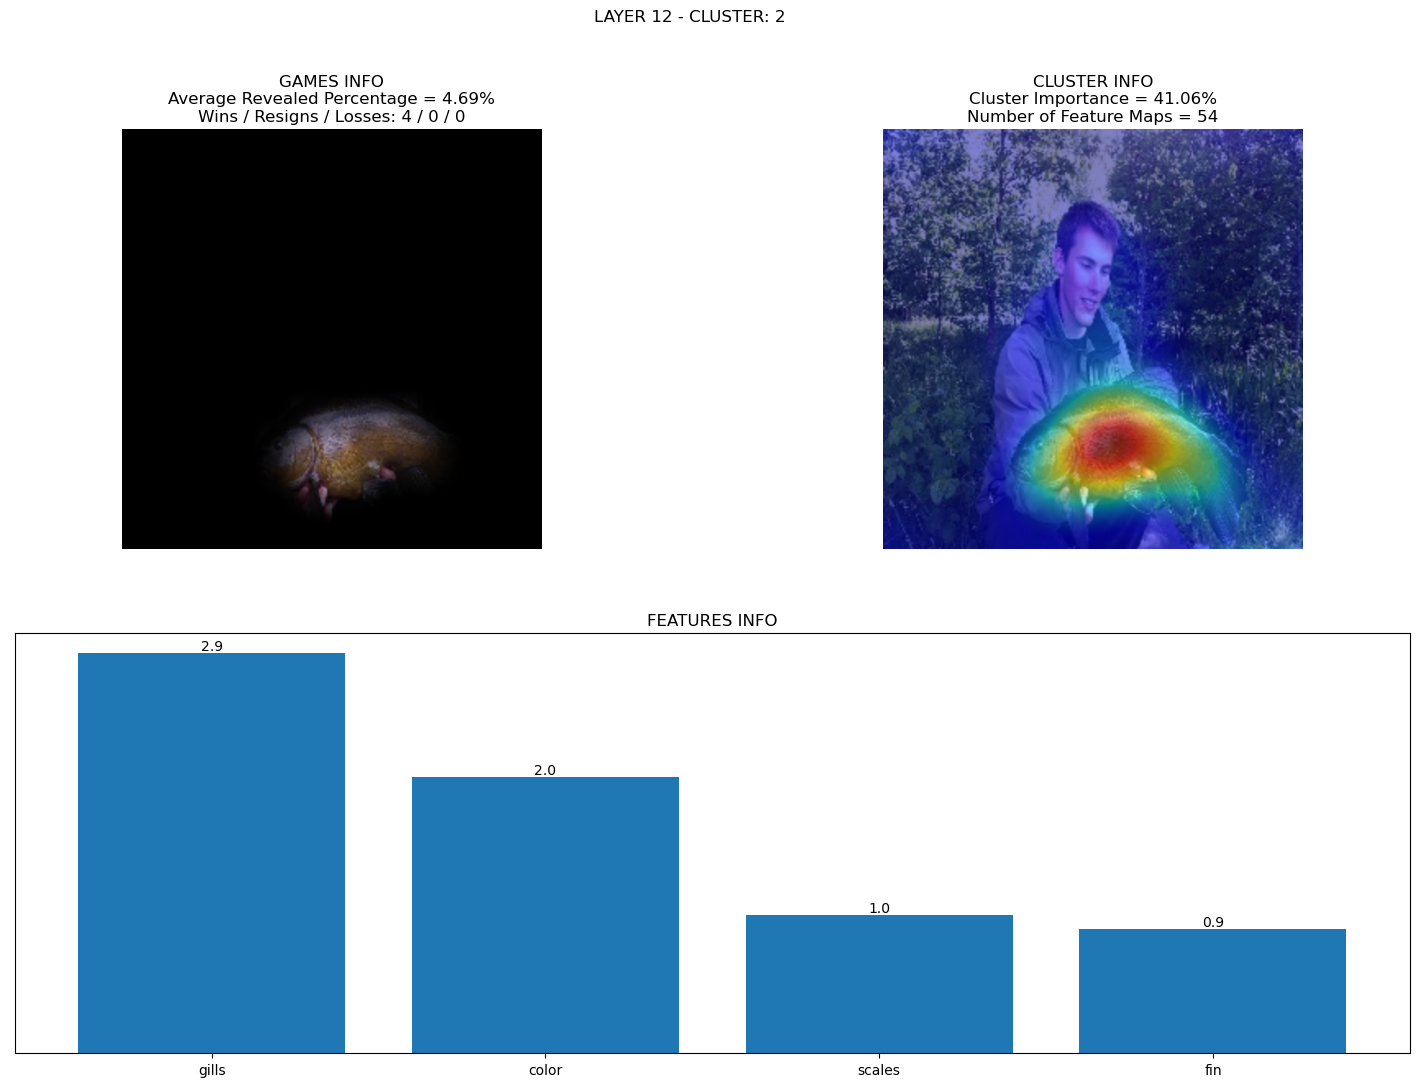 LAYER 12 - CLUSTER: 2
GAMES INFO
Average Revealed Percentage = 4.69%
Wins / Resigns / Losses: 4 / 0 / 0
CLUSTER INFO
Cluster Importance = 41.06%
Number of Feature Maps = 54
FEATURES INFO
2.9
2.0
1.0
0.9
gills
color
scales
fin